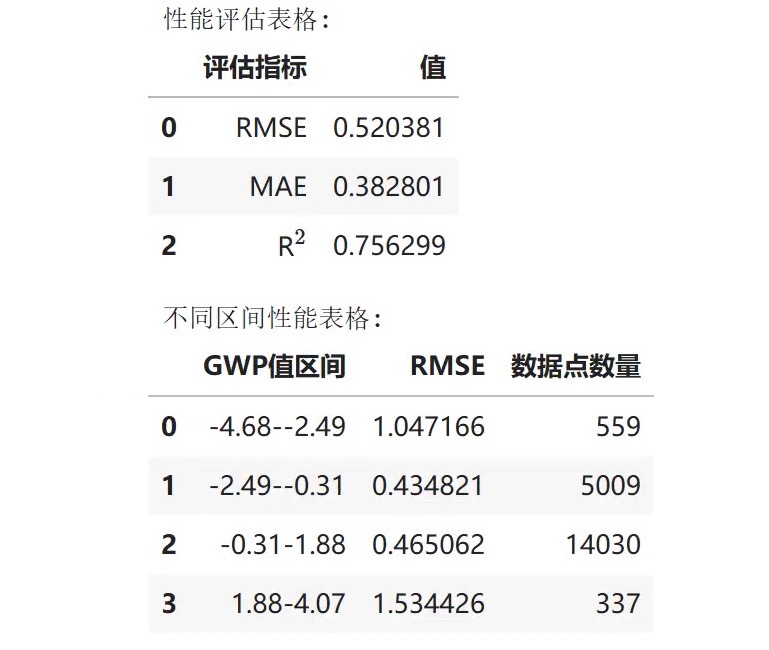 性能评估表格：
评估指标 值
0 RMSE 0.520381
1 MAE 0.382801
2 R² 0.756299
不同区间性能表格：
GWP值区间 RMSE 数据点数量
0 -4.68--2.49 1.047166 559
1 -2.49--0.31 0.434821 5009
2 -0.31-1.88 0.465062 14030
3 1.88-4.07 1.534426 337